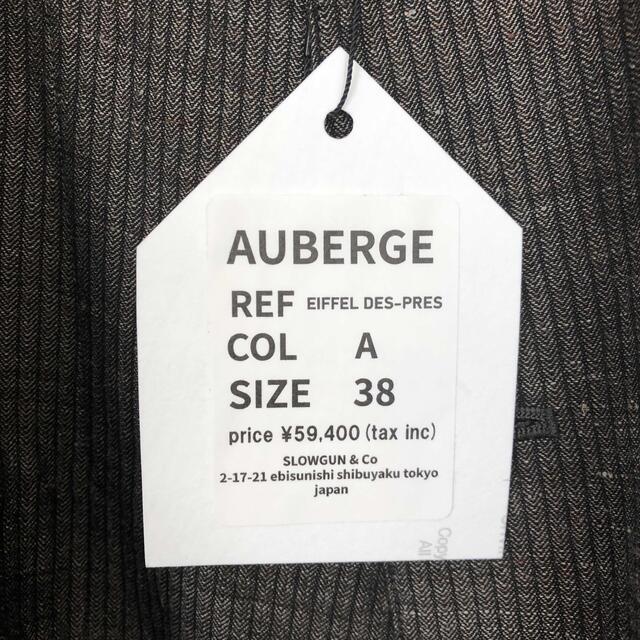 AUBERGE
REF EIFFEL DES-PRES
COL A
SIZE 38
price ¥59,400 (tax inc)
SLOWGUN & Co
2-17-21 ebisunishi shibuyaku tokyo
japan
All